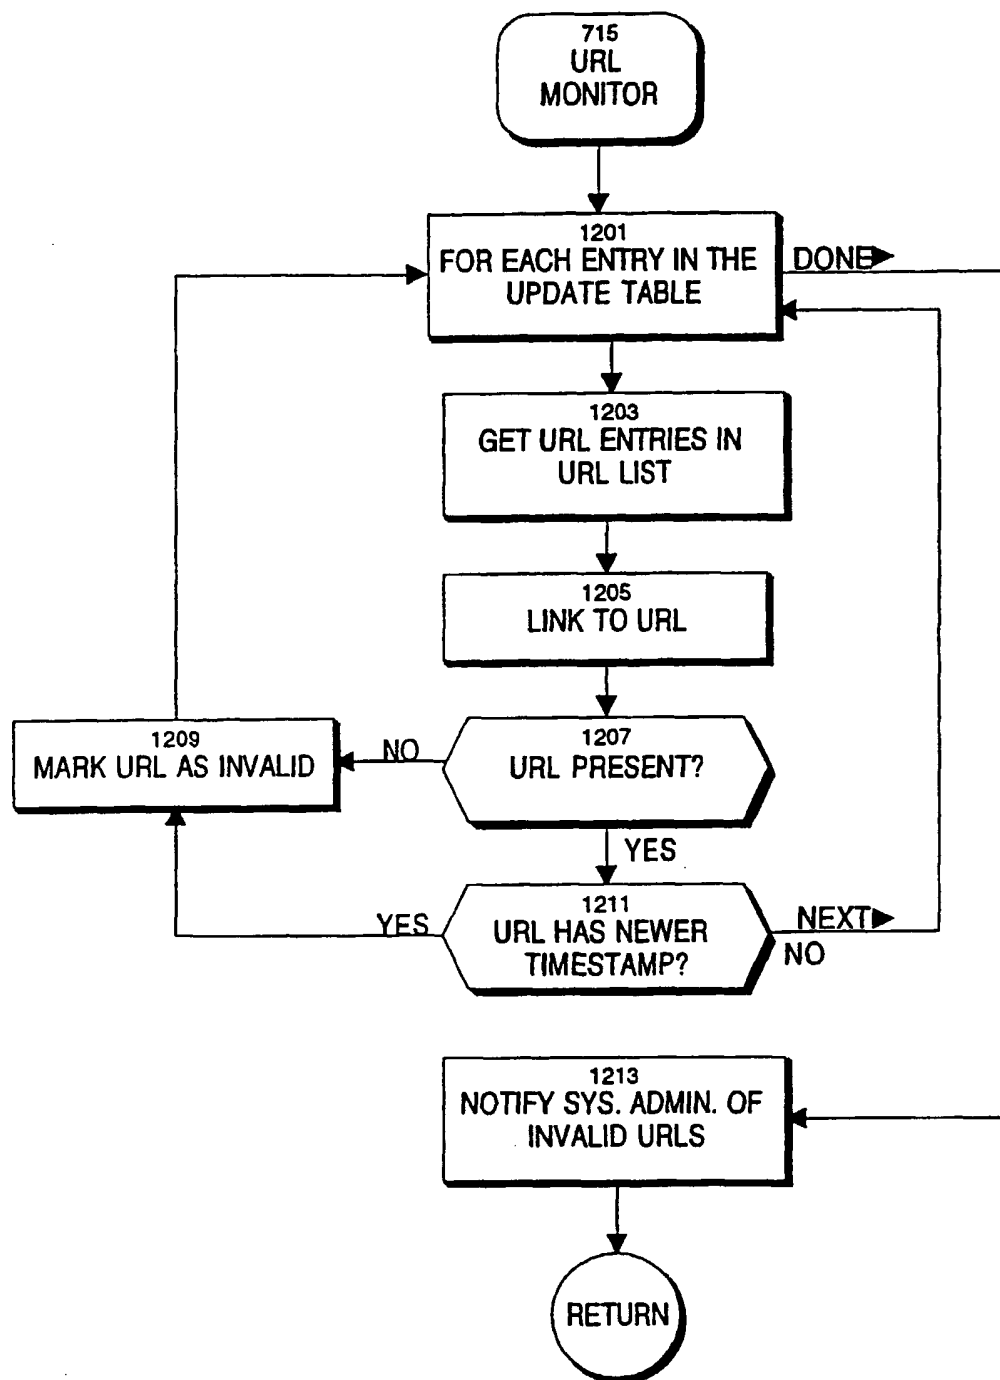 715
URL
MONITOR
1201
FOR EACH ENTRY IN THE
UPDATE TABLE
DONE
1203
GET URL ENTRIES IN
URL LIST
1205
LINK TO URL
1207
URL PRESENT?
NO
1209
MARK URL AS INVALID
YES
1211
URL HAS NEWER
TIMESTAMP?
YES
NEXT
NO
1213
NOTIFY SYS. ADMIN. OF
INVALID URLS
RETURN